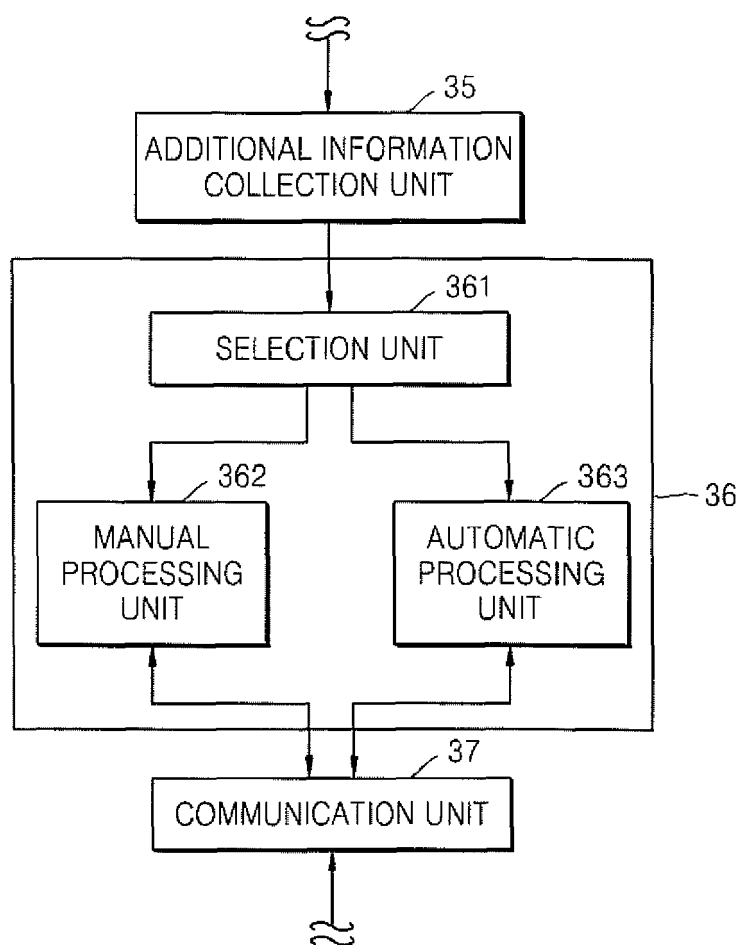 35
ADDITIONAL INFORMATION
COLLECTION UNIT
361
SELECTION UNIT
362
MANUAL
PROCESSING
UNIT
363
AUTOMATIC
PROCESSING
UNIT
36
37
COMMUNICATION UNIT